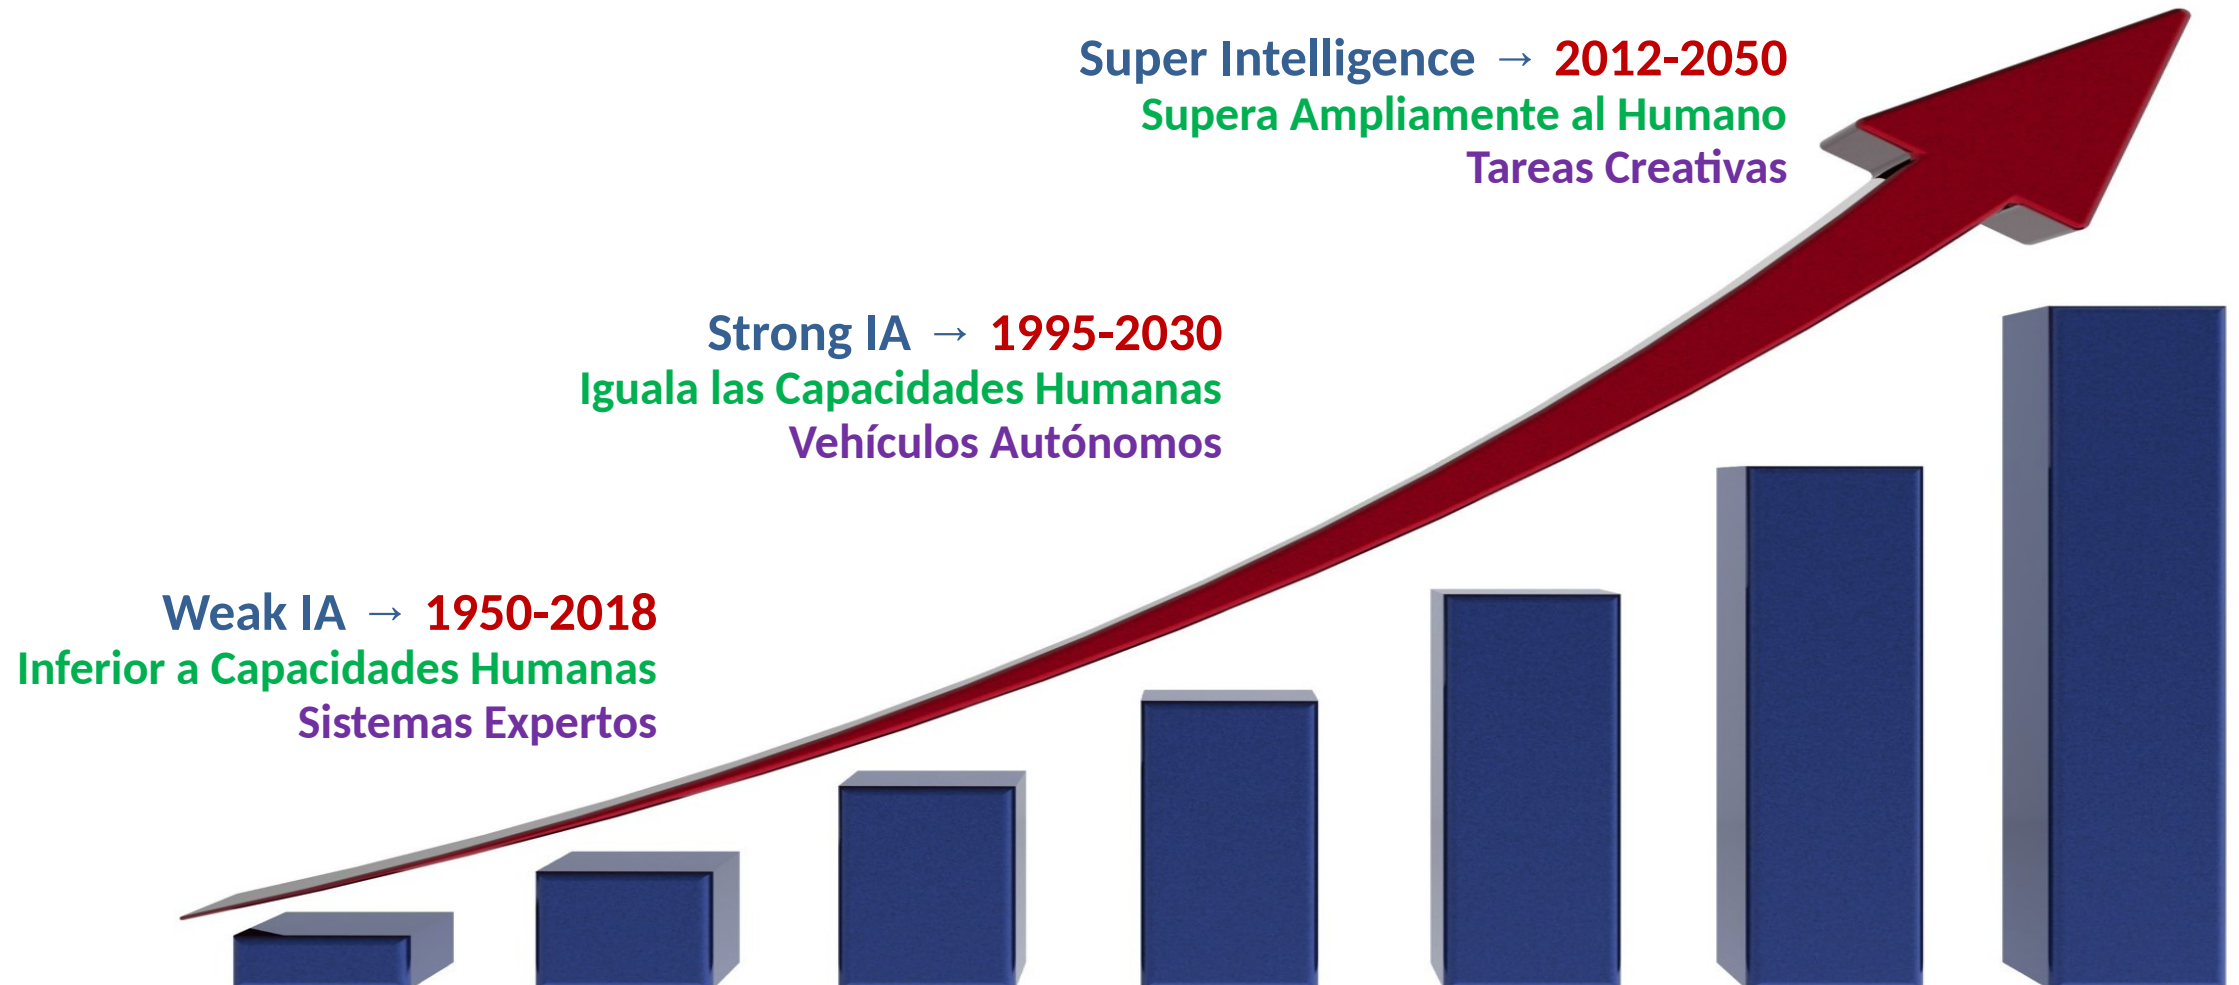 Super Intelligence → 2012-2050
Supera Ampliamente al Humano
Tareas Creativas
Strong IA → 1995-2030
Iguala las Capacidades Humanas
Vehículos Autónomos
Weak IA → 1950-2018
Inferior a Capacidades Humanas
Sistemas Expertos